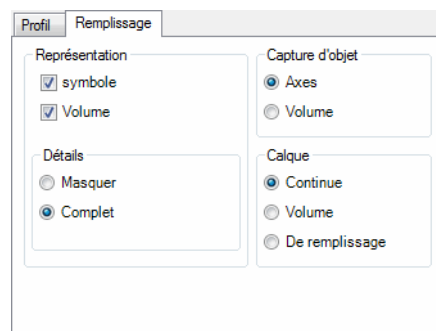 Profil
Remplissage
Représentation
symbole
Volume
Détails
Masquer
Complet
Capture d'objet
Axes
Volume
Calque
Continue
Volume
De remplissage